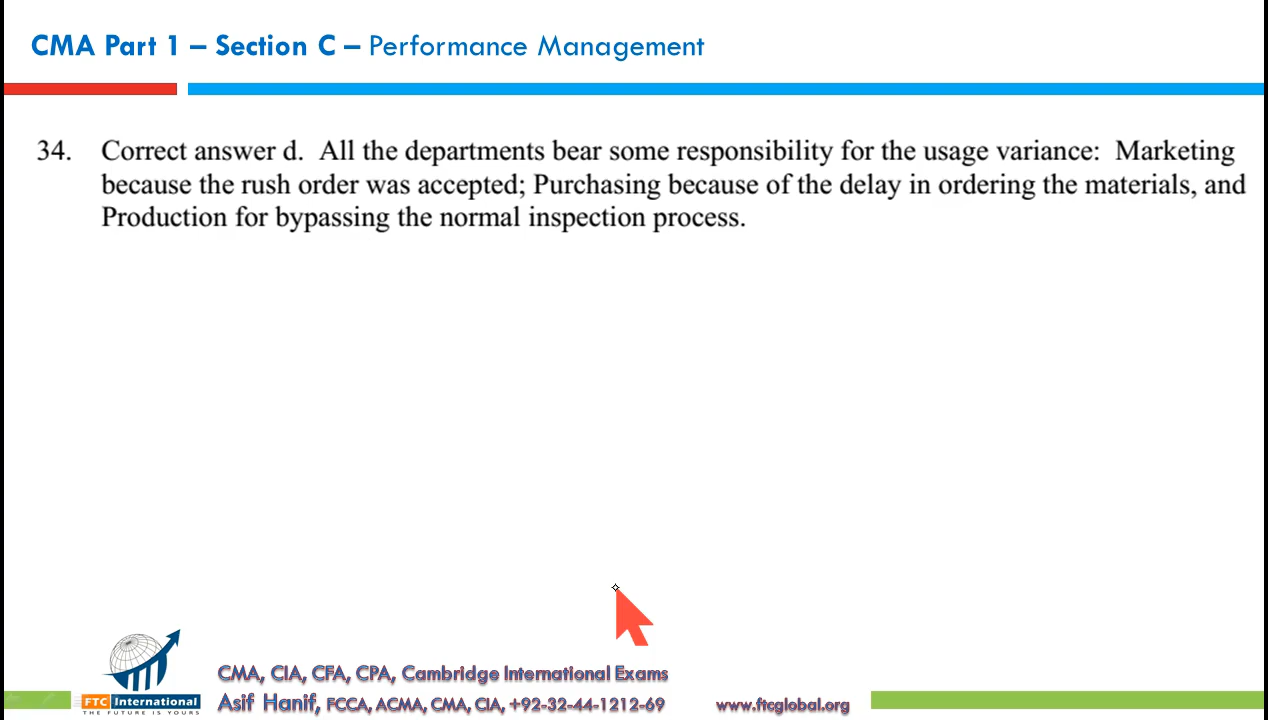 CMA Part 1 – Section C – Performance Management
34. Correct answer d. All the departments bear some responsibility for the usage variance: Marketing
because the rush order was accepted; Purchasing because of the delay in ordering the materials, and
Production for bypassing the normal inspection process.
CMA, CIA, CFA, CPA, Cambridge International Exams
FTC International
THE FUTURE IS YOURS
Asif Hanif, FCCA, ACMA, CMA, CIA, +92-32-44-1212-69 www.ftcglobal.org